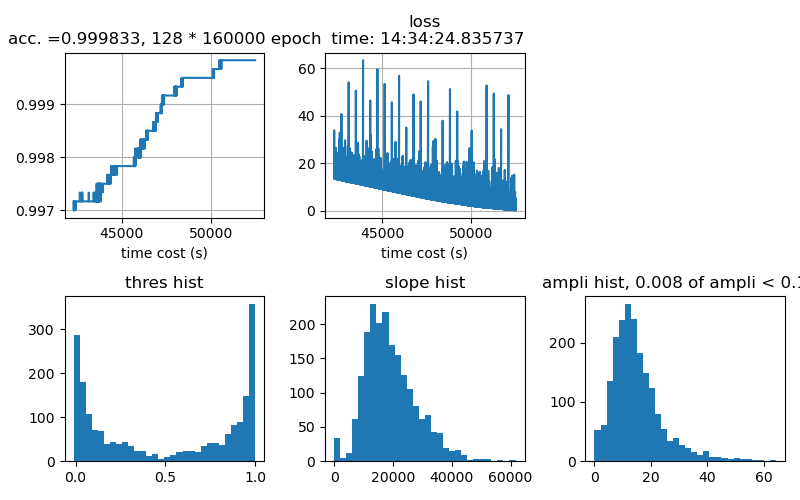 loss
acc. =0.999833, 128 * 160000 epoch time: 14:34:24.835737
0.999
0.998
0.997
45000 50000
time cost (s)
60
40
20
0
45000 50000
time cost (s)
thres hist
300
200
100
0
0.0 0.5 1.0
slope hist
200
150
100
50
0
0 20000 40000 60000
ampli hist, 0.008 of ampli < 0.1
200
100
0
0 20 40 60